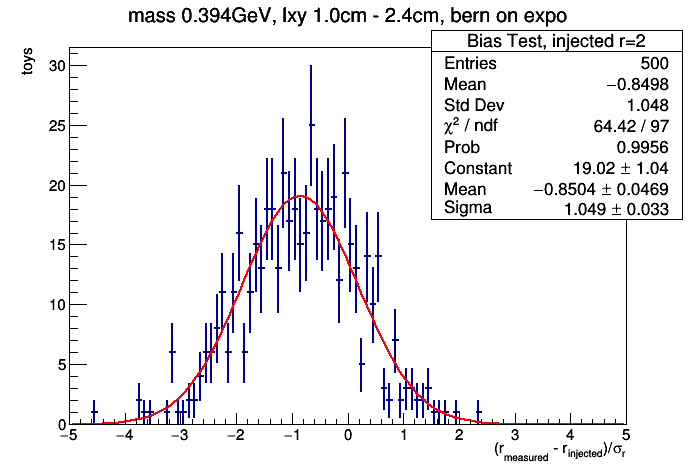 mass 0.394GeV, lxy 1.0cm - 2.4cm, bern on expo
Bias Test, injected r=2
Entries 500
Mean −0.8498
Std Dev 1.048
χ² / ndf 64.42 / 97
Prob 0.9956
Constant 19.02 ± 1.04
Mean −0.8504 ± 0.0469
Sigma 1.049 ± 0.033
toys
30
25
20
15
10
5
0
−5 −4 −3 −2 −1 0 1 2 3 4 5
(r_measured - r_injected)/σ_r